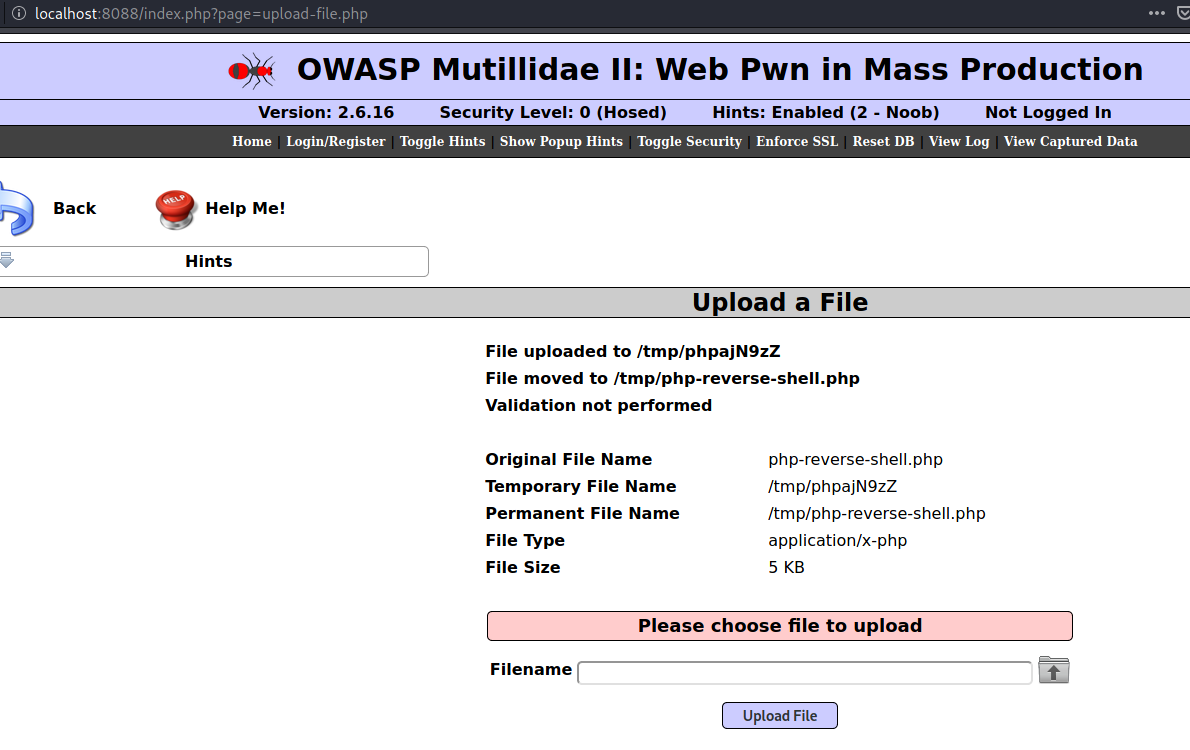 localhost:8088/index.php?page=upload-file.php
OWASP Mutillidae II: Web Pwn in Mass Production
Version: 2.6.16 Security Level: 0 (Hosed) Hints: Enabled (2 - Noob) Not Logged In
Home | Login/Register | Toggle Hints | Show Popup Hints | Toggle Security | Enforce SSL | Reset DB | View Log | View Captured Data
Back HELP Help Me!
Hints
Upload a File
File uploaded to /tmp/phpajN9zZ
File moved to /tmp/php-reverse-shell.php
Validation not performed
Original File Name php-reverse-shell.php
Temporary File Name /tmp/phpajN9zZ
Permanent File Name /tmp/php-reverse-shell.php
File Type application/x-php
File Size 5 KB
Please choose file to upload
Filename
Upload File